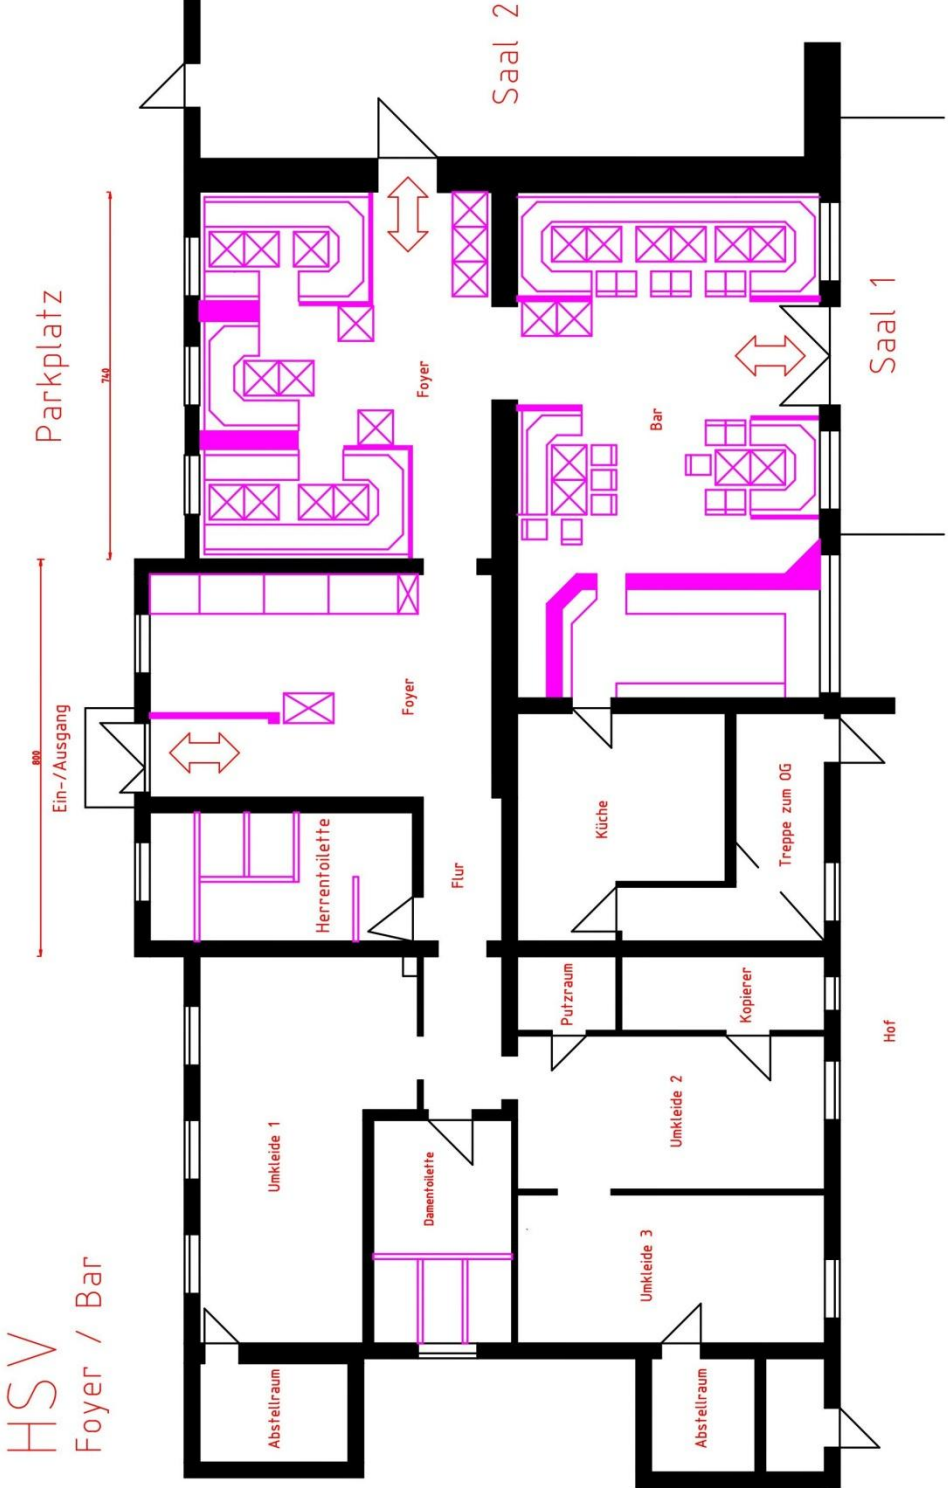 HSV
Foyer / Bar
Parkplatz
Saal 2
Saal 1
740
800
Ein-/Ausgang
Foyer
Bar
Foyer
Herrentoilette
Flur
Küche
Treppe zum OG
Putzraum
Kopierer
Hof
Umkleide 1
Damentoilette
Umkleide 2
Umkleide 3
Abstellraum
Abstellraum